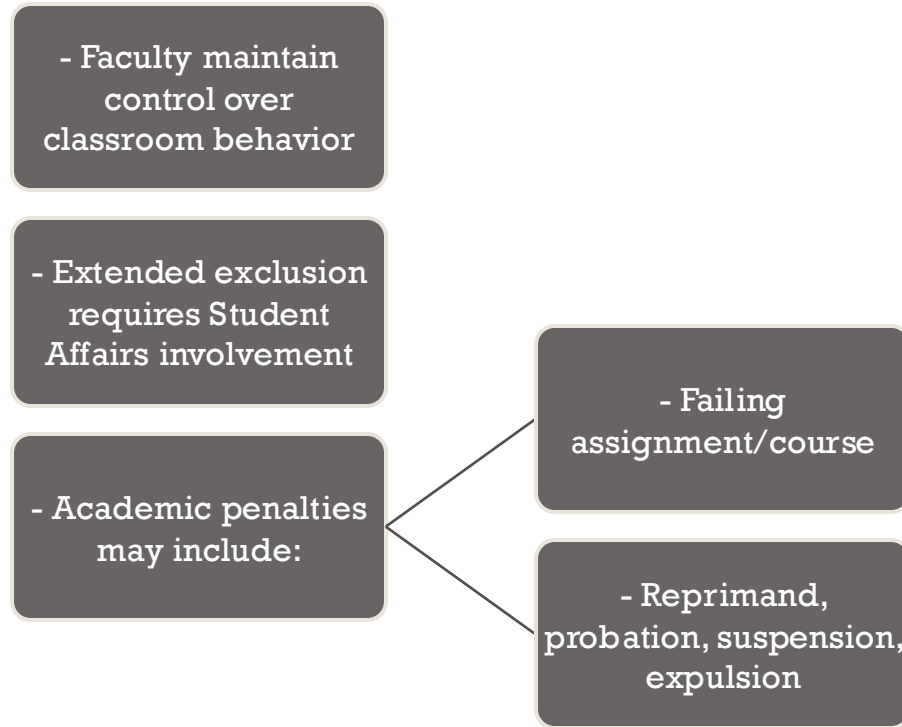 - Faculty maintain
control over
classroom behavior
- Extended exclusion
requires Student
Affairs involvement
- Academic penalties
may include:
- Failing
assignment/course
- Reprimand,
probation, suspension,
expulsion